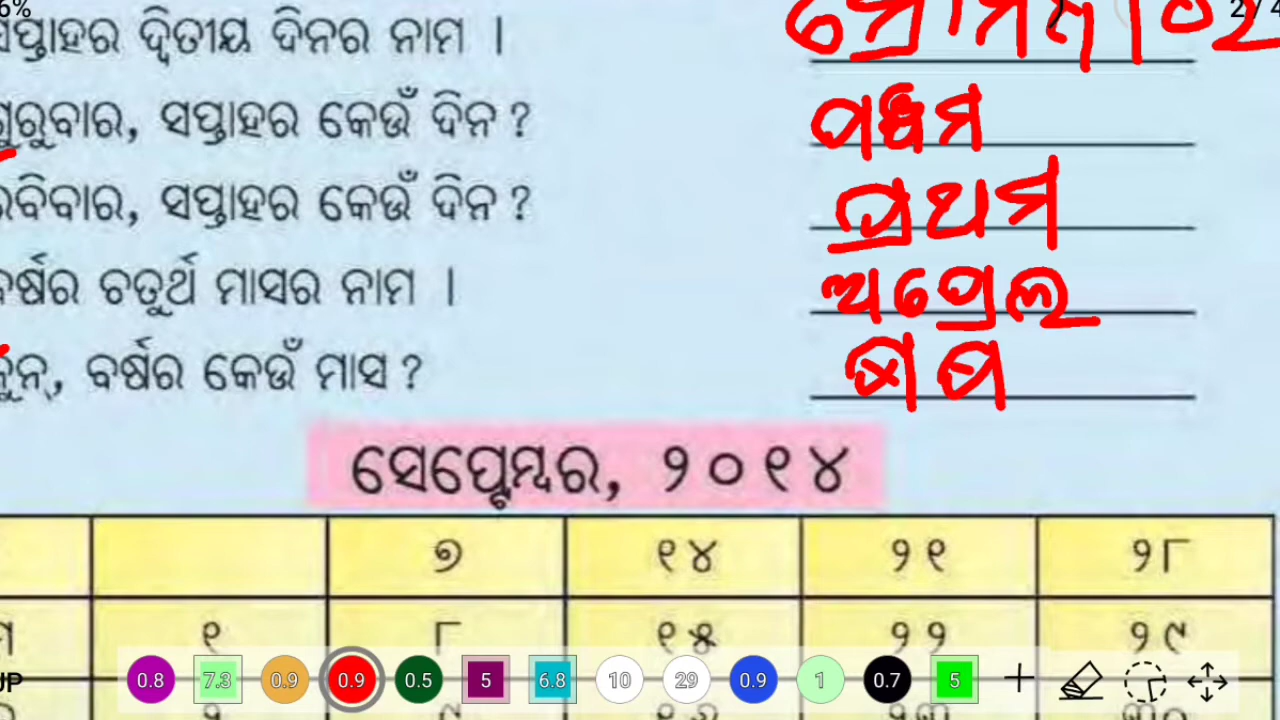 ସପ୍ତାହର ଦ୍ୱିତୀୟ ଦିନର ନାମ । ସୋମବାର
ଗୁରୁବାର, ସପ୍ତାହର କେଉଁ ଦିନ ? ପଞ୍ଚମ
ରବିବାର, ସପ୍ତାହର କେଉଁ ଦିନ ? ପ୍ରଥମ
ବର୍ଷର ଚତୁର୍ଥ ମାସର ନାମ । ଅପ୍ରେଲ
ଜୁନ୍, ବର୍ଷର କେଉଁ ମାସ ? ଷଷ୍ଠ
ସେପ୍ଟେମ୍ବର, ୨୦୧୪
୭ ୧୪ ୨୧ ୨୮
୧ ୮ ୧୫ ୨୨ ୨୯
0.8 7.3 0.9 0.9 0.5 5 6.8 10 29 0.9 1 0.7 5